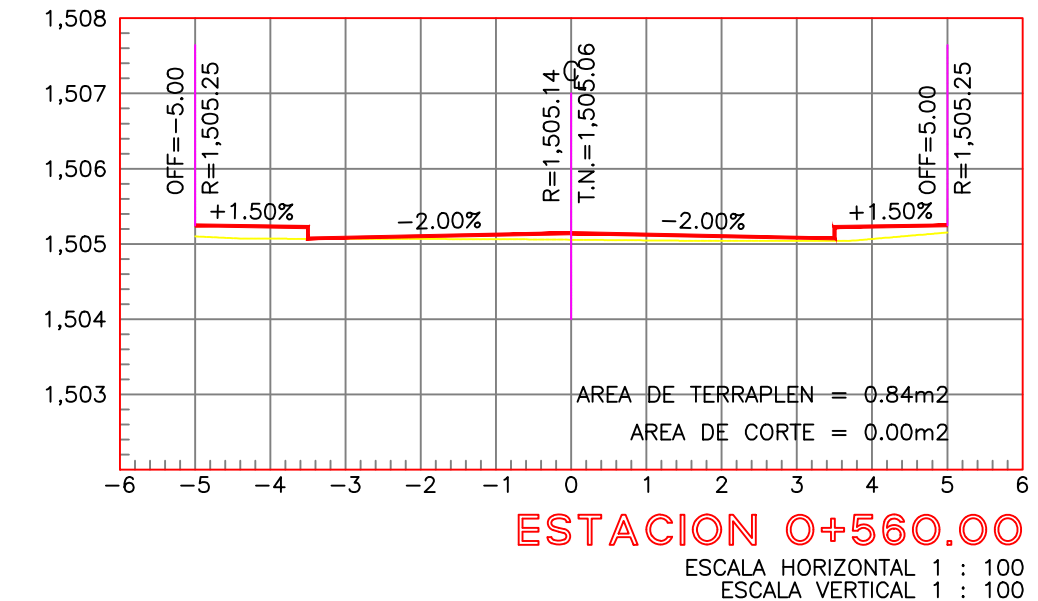 1,508
1,507
1,506
1,505
1,504
1,503
OFF=-5.00
R=1,505.25
R=1,505.14
T.N.=1,505.06
CL
OFF=5.00
R=1,505.25
+1.50%
-2.00%
-2.00%
+1.50%
AREA DE TERRAPLEN = 0.84m2
AREA DE CORTE = 0.00m2
-6 -5 -4 -3 -2 -1 0 1 2 3 4 5 6
ESTACION 0+560.00
ESCALA HORIZONTAL 1 : 100
ESCALA VERTICAL 1 : 100